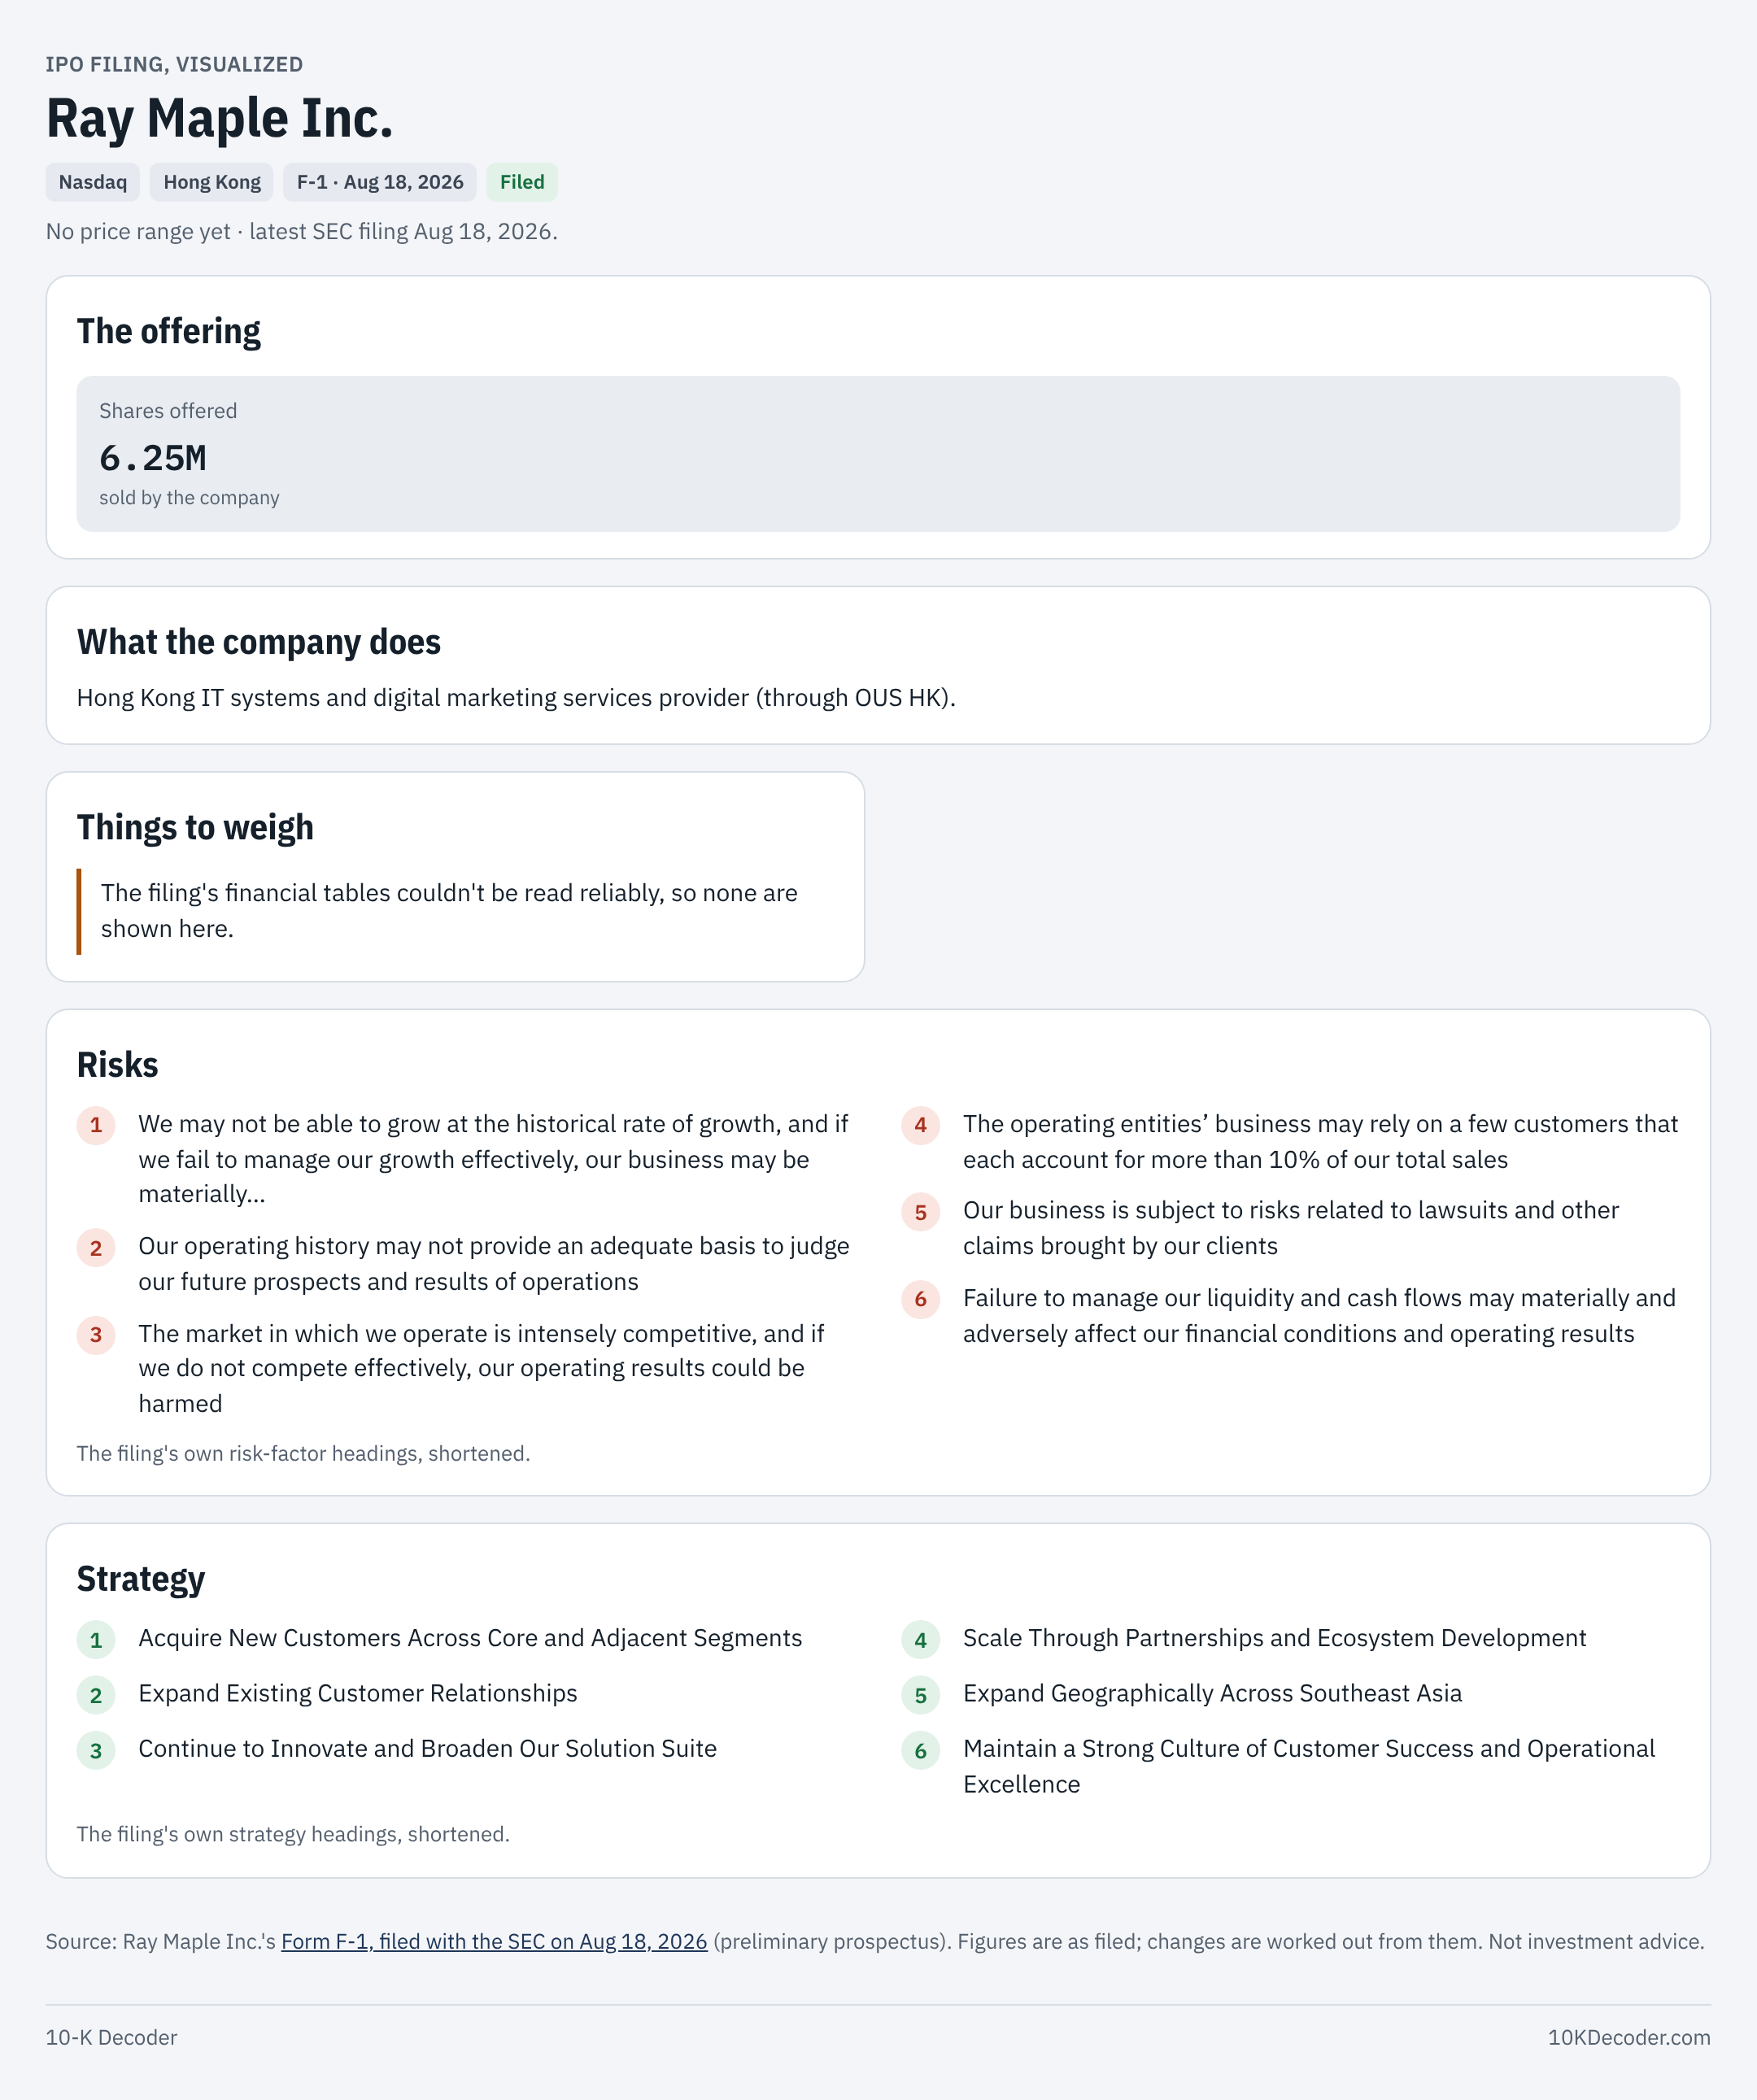 IPO FILING, VISUALIZED
Ray Maple Inc.
Nasdaq
Hong Kong
F-1 · Aug 18, 2026
Filed
No price range yet · latest SEC filing Aug 18, 2026.
The offering
Shares offered
6.25M
sold by the company
What the company does
Hong Kong IT systems and digital marketing services provider (through OUS HK).
Things to weigh
The filing's financial tables couldn't be read reliably, so none are
shown here.
Risks
1
We may not be able to grow at the historical rate of growth, and if
we fail to manage our growth effectively, our business may be
materially...
2
Our operating history may not provide an adequate basis to judge
our future prospects and results of operations
3
The market in which we operate is intensely competitive, and if
we do not compete effectively, our operating results could be
harmed
4
The operating entities’ business may rely on a few customers that
each account for more than 10% of our total sales
5
Our business is subject to risks related to lawsuits and other
claims brought by our clients
6
Failure to manage our liquidity and cash flows may materially and
adversely affect our financial conditions and operating results
The filing's own risk-factor headings, shortened.
Strategy
1
Acquire New Customers Across Core and Adjacent Segments
2
Expand Existing Customer Relationships
3
Continue to Innovate and Broaden Our Solution Suite
4
Scale Through Partnerships and Ecosystem Development
5
Expand Geographically Across Southeast Asia
6
Maintain a Strong Culture of Customer Success and Operational
Excellence
The filing's own strategy headings, shortened.
Source: Ray Maple Inc.'s Form F-1, filed with the SEC on Aug 18, 2026 (preliminary prospectus). Figures are as filed; changes are worked out from them. Not investment advice.
10-K Decoder
10KDecoder.com